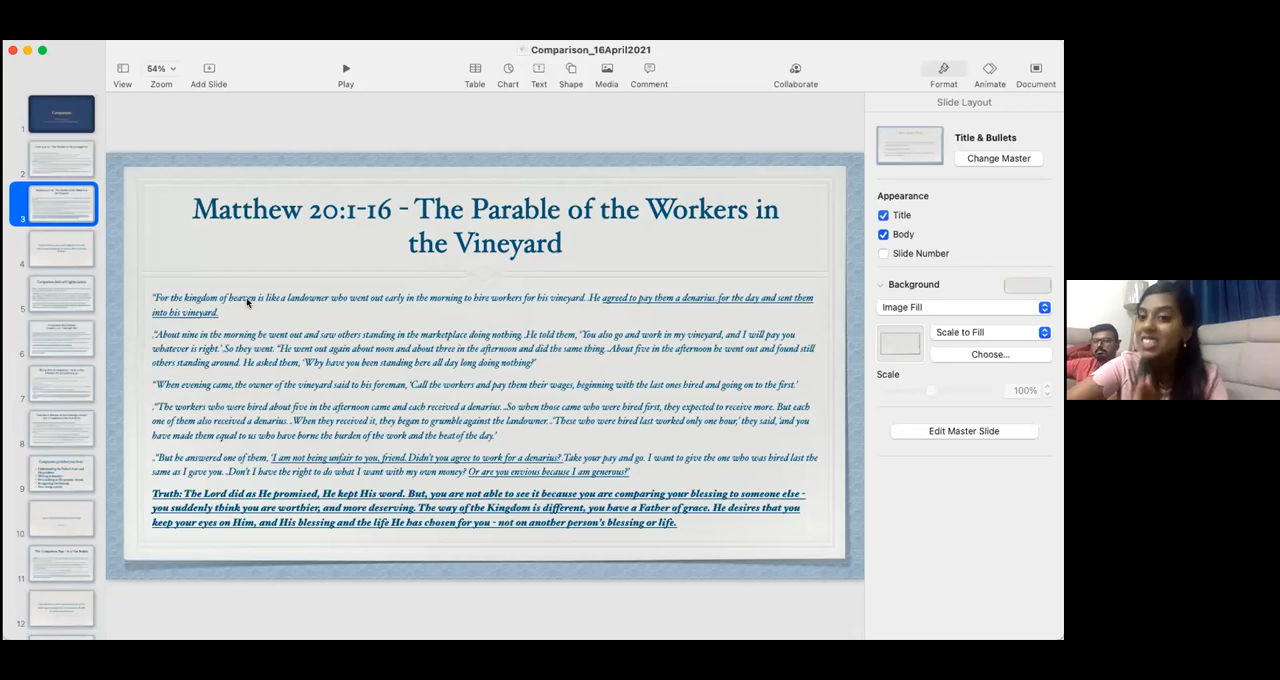 Comparison_16April2021
54%
View Zoom Add Slide Play Table Chart Text Shape Media Comment Collaborate Format Animate Document
1
2
3
4
5
6
7
8
9
10
11
12
Matthew 20:1-16 - The Parable of the Workers in
the Vineyard
"For the kingdom of heaven is like a landowner who went out early in the morning to hire workers for his vineyard. .He agreed to pay them a denarius for the day and sent them
into his vineyard.
."About nine in the morning he went out and saw others standing in the marketplace doing nothing. .He told them, 'You also go and work in my vineyard, and I will pay you
whatever is right.' .So they went. "He went out again about noon and about three in the afternoon and did the same thing. .About five in the afternoon he went out and found still
others standing around. He asked them, 'Why have you been standing here all day long doing nothing?'
"When evening came, the owner of the vineyard said to his foreman, 'Call the workers and pay them their wages, beginning with the last ones hired and going on to the first.'
."The workers who were hired about five in the afternoon came and each received a denarius. .So when those came who were hired first, they expected to receive more. But each
one of them also received a denarius. .When they received it, they began to grumble against the landowner. .'These who were hired last worked only one hour,' they said, 'and you
have made them equal to us who have borne the burden of the work and the heat of the day.'
."But he answered one of them, 'I am not being unfair to you, friend. Didn't you agree to work for a denarius? .Take your pay and go. I want to give the one who was hired last the
same as I gave you. .Don't I have the right to do what I want with my own money? Or are you envious because I am generous?'
Truth: The Lord did as He promised, He kept His word. But, you are not able to see it because you are comparing your blessing to someone else -
you suddenly think you are worthier, and more deserving. The way of the Kingdom is different, you have a Father of grace. He desires that you
keep your eyes on Him, and His blessing and the life He has chosen for you - not on another person's blessing or life.
Slide Layout
Title & Bullets
Change Master
Appearance
Title
Body
Slide Number
Background
Image Fill
Scale to Fill
Choose...
Scale
100%
Edit Master Slide